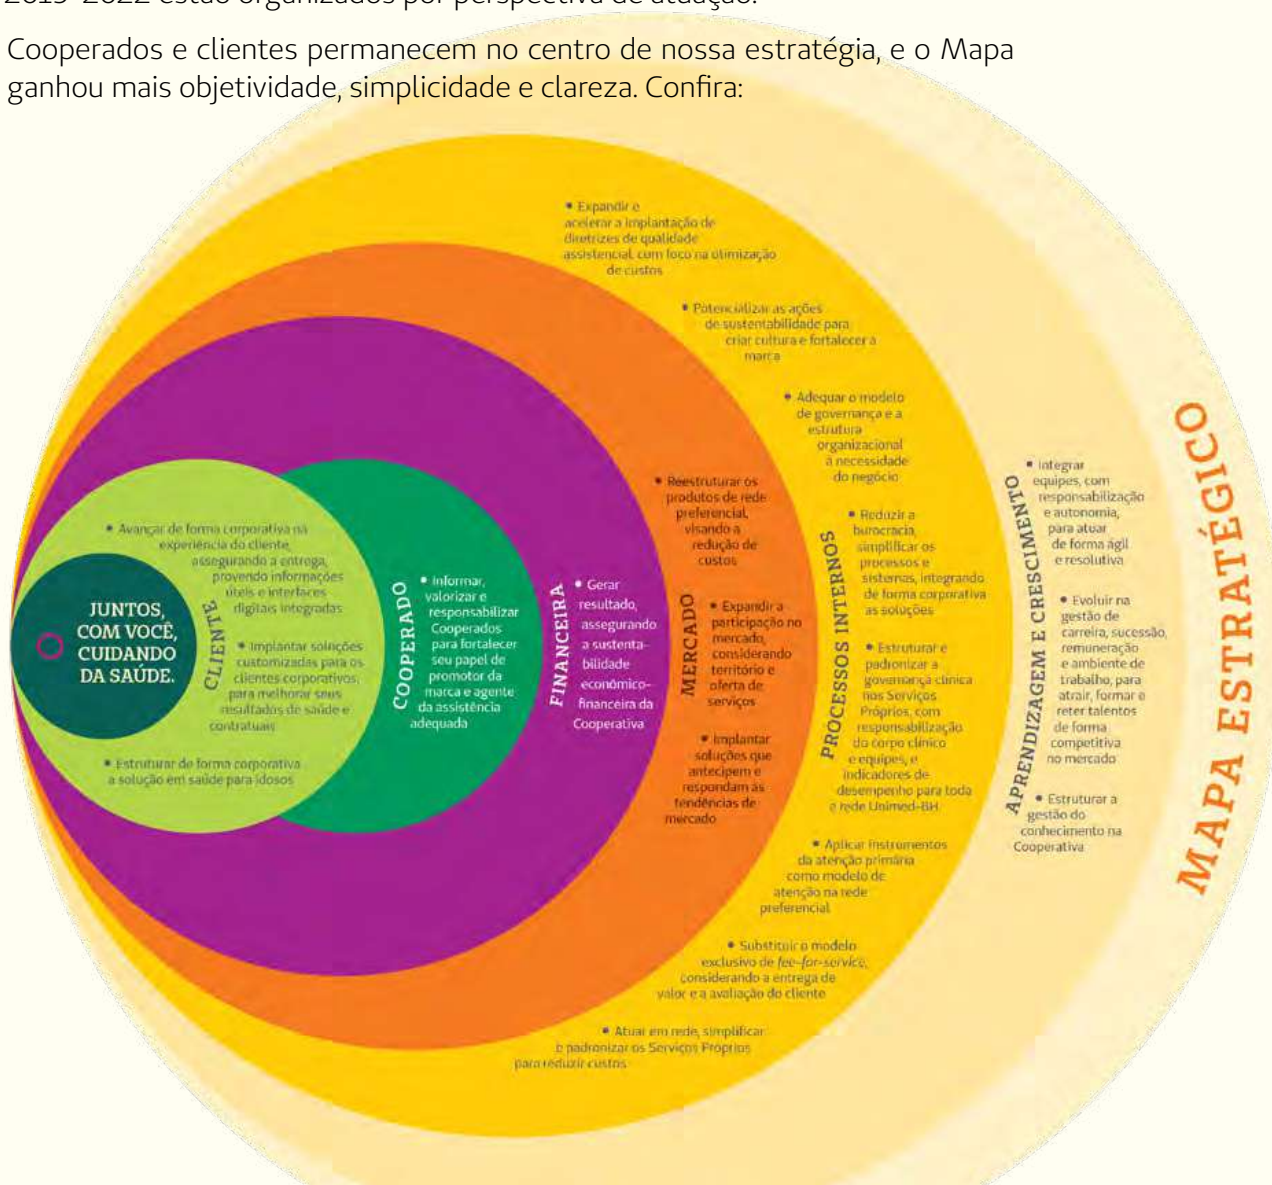 2019-2022 estão organizados por perspectiva de atuação.
Cooperados e clientes permanecem no centro de nossa estratégia, e o Mapa
ganhou mais objetividade, simplicidade e clareza. Confira:
JUNTOS,
COM VOCÊ,
CUIDANDO
DA SAÚDE.
CLIENTE
• Avançar de forma corporativa na
experiência do cliente,
assegurando a entrega,
provendo informações
úteis e interfaces
digitais integradas
• Implantar soluções
customizadas para os
clientes corporativos,
para melhorar seus
resultados de saúde e
contratuais
• Estruturar de forma corporativa
a solução em saúde para idosos
COOPERADO
• Informar,
valorizar e
responsabilizar
Cooperados
para fortalecer
seu papel de
promotor da
marca e agente
da assistência
adequada
FINANCEIRA
• Gerar
resultado,
assegurando
a sustenta-
bilidade
econômico-
financeira da
Cooperativa
MERCADO
• Reestruturar os
produtos de rede
preferencial,
visando a
redução de
custos
• Expandir a
participação no
mercado,
considerando
território e
oferta de
serviços
• Implantar
soluções que
antecipem e
respondam às
tendências de
mercado
PROCESSOS INTERNOS
• Expandir e
acelerar a implantação de
diretrizes de qualidade
assistencial, com foco na otimização
de custos
• Potencializar as ações
de sustentabilidade para
criar cultura e fortalecer a
marca
• Adequar o modelo
de governança e a
estrutura
organizacional
à necessidade
do negócio
• Reduzir a
burocracia,
simplificar os
processos e
sistemas, integrando
de forma corporativa
as soluções
• Estruturar e
padronizar a
governança clínica
nos Serviços
Próprios, com
responsabilização
do corpo clínico
e equipes, e
indicadores de
desempenho para toda
a rede Unimed-BH
• Aplicar instrumentos
da atenção primária
como modelo de
atenção na rede
preferencial
• Substituir o modelo
exclusivo de fee-for-service,
considerando a entrega de
valor e a avaliação do cliente
• Atuar em rede, simplificar
e padronizar os Serviços Próprios
para reduzir custos
APRENDIZAGEM E CRESCIMENTO
• Integrar
equipes, com
responsabilização
e autonomia,
para atuar
de forma ágil
e resolutiva
• Evoluir na
gestão de
carreira, sucessão,
remuneração
e ambiente de
trabalho, para
atrair, formar e
reter talentos
de forma
competitiva
no mercado
• Estruturar a
gestão do
conhecimento na
Cooperativa
MAPA ESTRATÉGICO